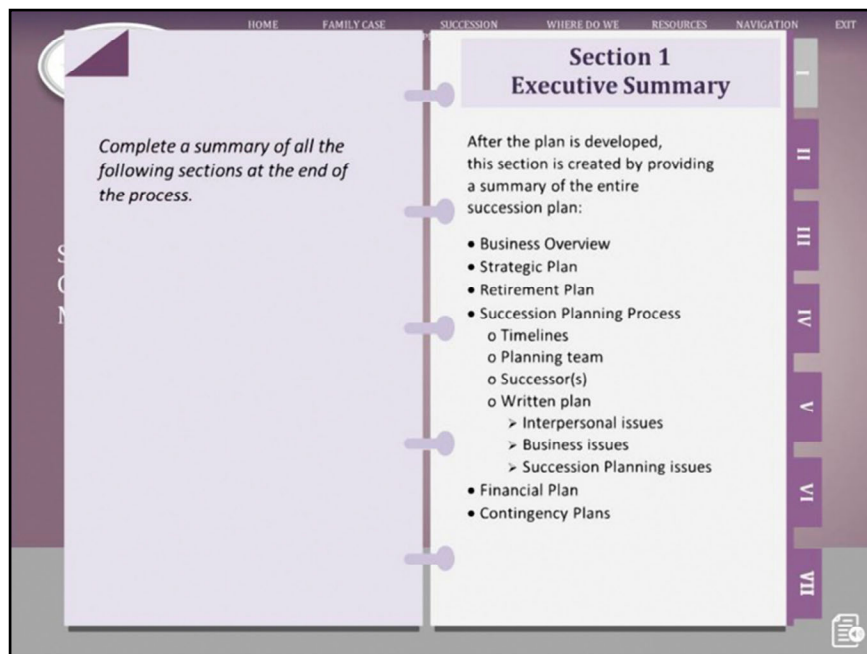 HOME FAMILY CASE SUCCESSION WHERE DO WE RESOURCES NAVIGATION EXIT
Complete a summary of all the
following sections at the end of
the process.
Section 1
Executive Summary
After the plan is developed,
this section is created by providing
a summary of the entire
succession plan:
• Business Overview
• Strategic Plan
• Retirement Plan
• Succession Planning Process
o Timelines
o Planning team
o Successor(s)
o Written plan
➢ Interpersonal issues
➢ Business issues
➢ Succession Planning issues
• Financial Plan
• Contingency Plans
I
II
III
IV
V
VI
VII